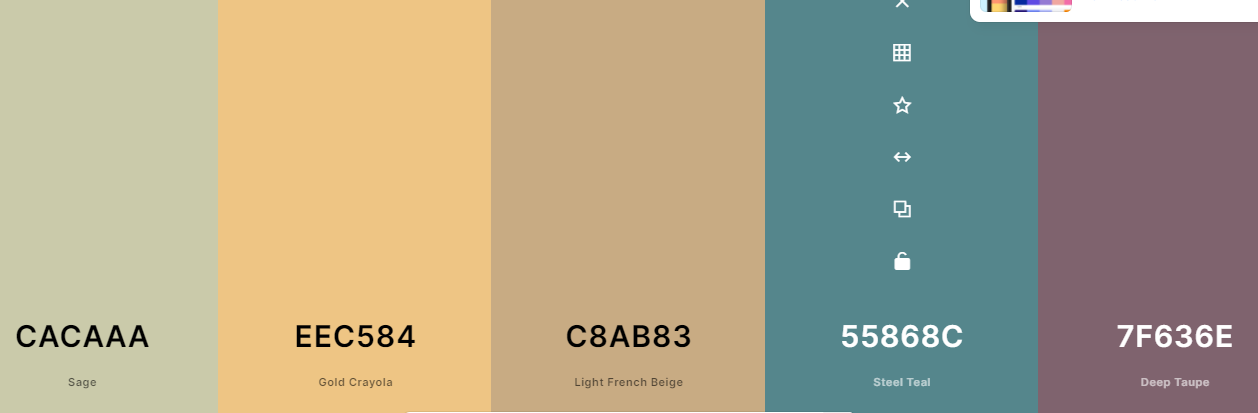 CACAAA
Sage
EEC584
Gold Crayola
C8AB83
Light French Beige
55868C
Steel Teal
7F636E
Deep Taupe